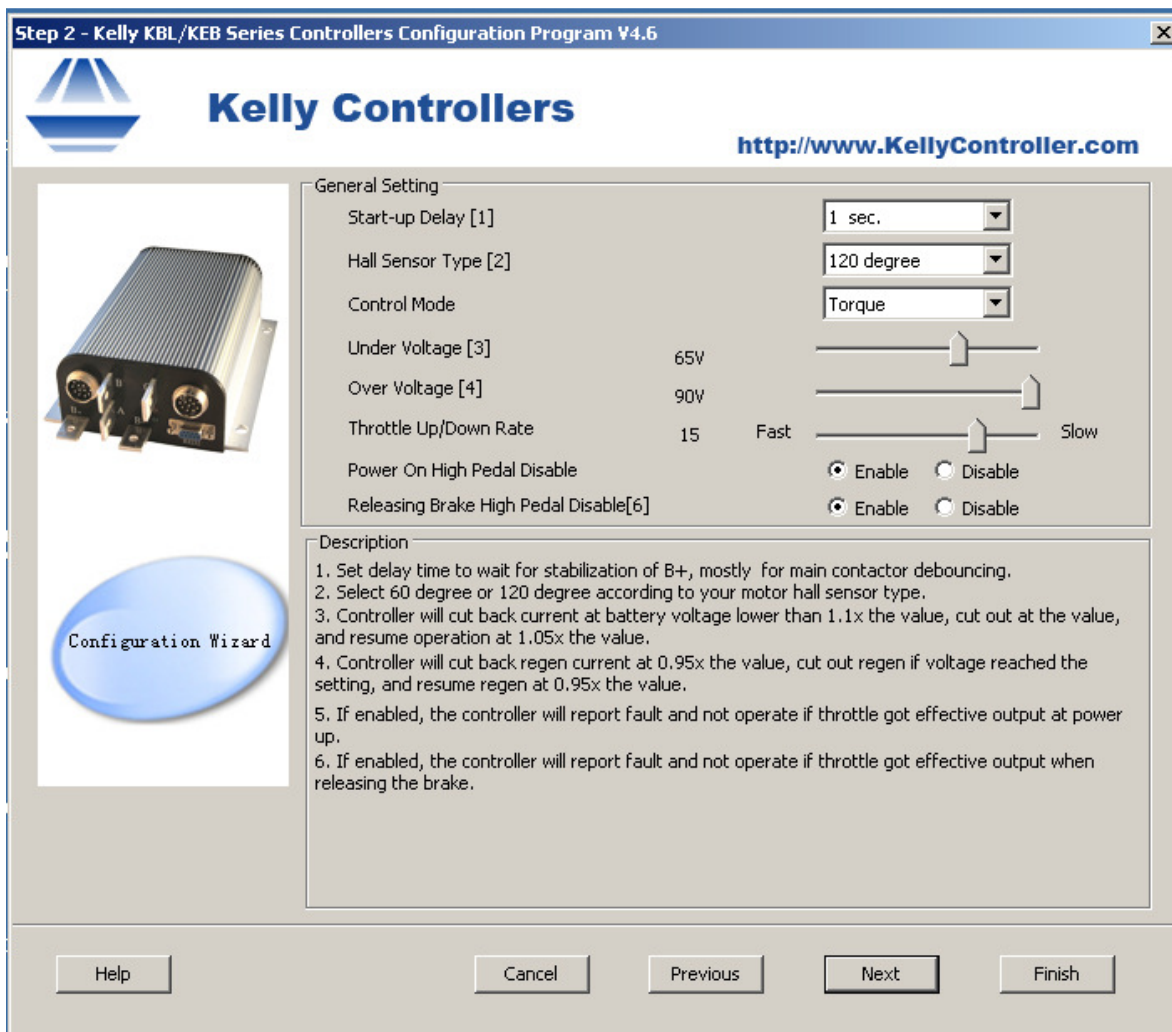 Step 2 - Kelly KBL/KEB Series Controllers Configuration Program V4.6
Kelly Controllers
http://www.KellyController.com
General Setting
Start-up Delay [1] 1 sec.
Hall Sensor Type [2] 120 degree
Control Mode Torque
Under Voltage [3] 65V
Over Voltage [4] 90V
Throttle Up/Down Rate 15 Fast Slow
Power On High Pedal Disable Enable Disable
Releasing Brake High Pedal Disable[6] Enable Disable
Description
1. Set delay time to wait for stabilization of B+, mostly for main contactor debouncing.
2. Select 60 degree or 120 degree according to your motor hall sensor type.
3. Controller will cut back current at battery voltage lower than 1.1x the value, cut out at the value,
and resume operation at 1.05x the value.
4. Controller will cut back regen current at 0.95x the value, cut out regen if voltage reached the
setting, and resume regen at 0.95x the value.
5. If enabled, the controller will report fault and not operate if throttle got effective output at power
up.
6. If enabled, the controller will report fault and not operate if throttle got effective output when
releasing the brake.
Configuration Wizard
Help Cancel Previous Next Finish